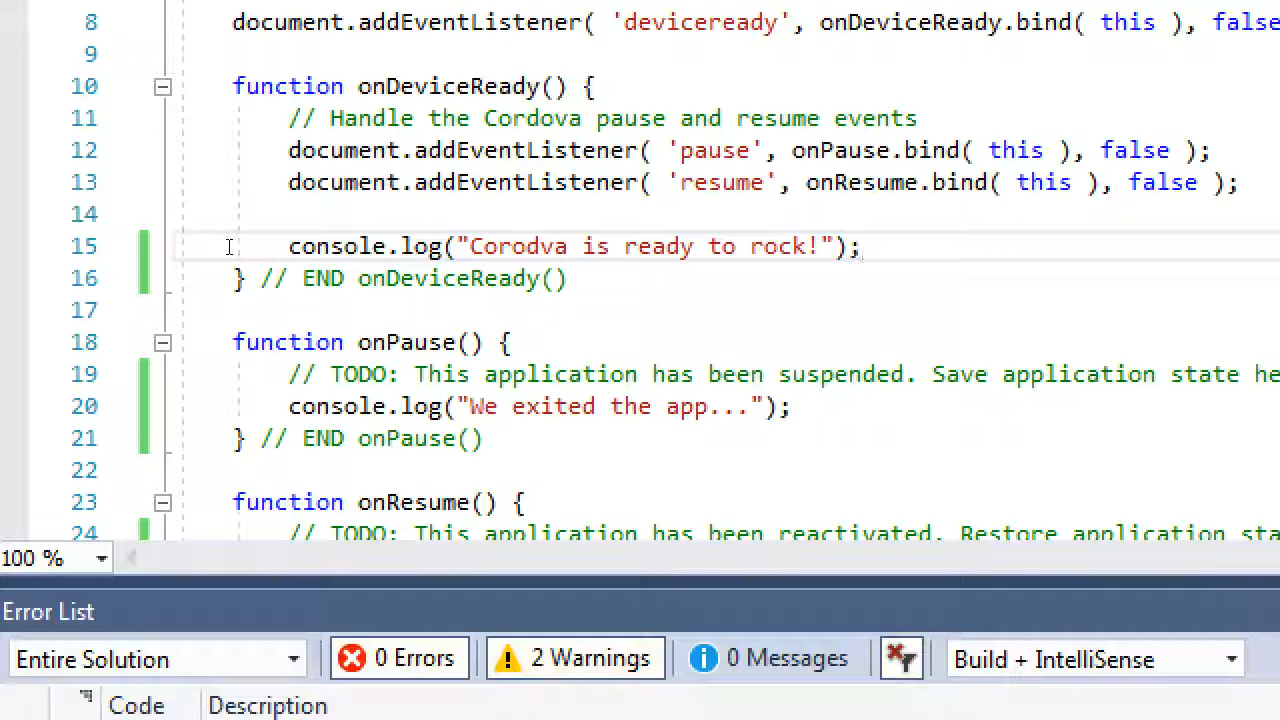 8 document.addEventListener( 'deviceready', onDeviceReady.bind( this ), false
9
10 function onDeviceReady() {
11 // Handle the Cordova pause and resume events
12 document.addEventListener( 'pause', onPause.bind( this ), false );
13 document.addEventListener( 'resume', onResume.bind( this ), false );
14
15 console.log("Corodva is ready to rock!");
16 } // END onDeviceReady()
17
18 function onPause() {
19 // TODO: This application has been suspended. Save application state he
20 console.log("We exited the app...");
21 } // END onPause()
22
23 function onResume() {
24 // TODO: This application has been reactivated. Restore application sta
100 %
Error List
Entire Solution 0 Errors 2 Warnings 0 Messages Build + IntelliSense
Code Description